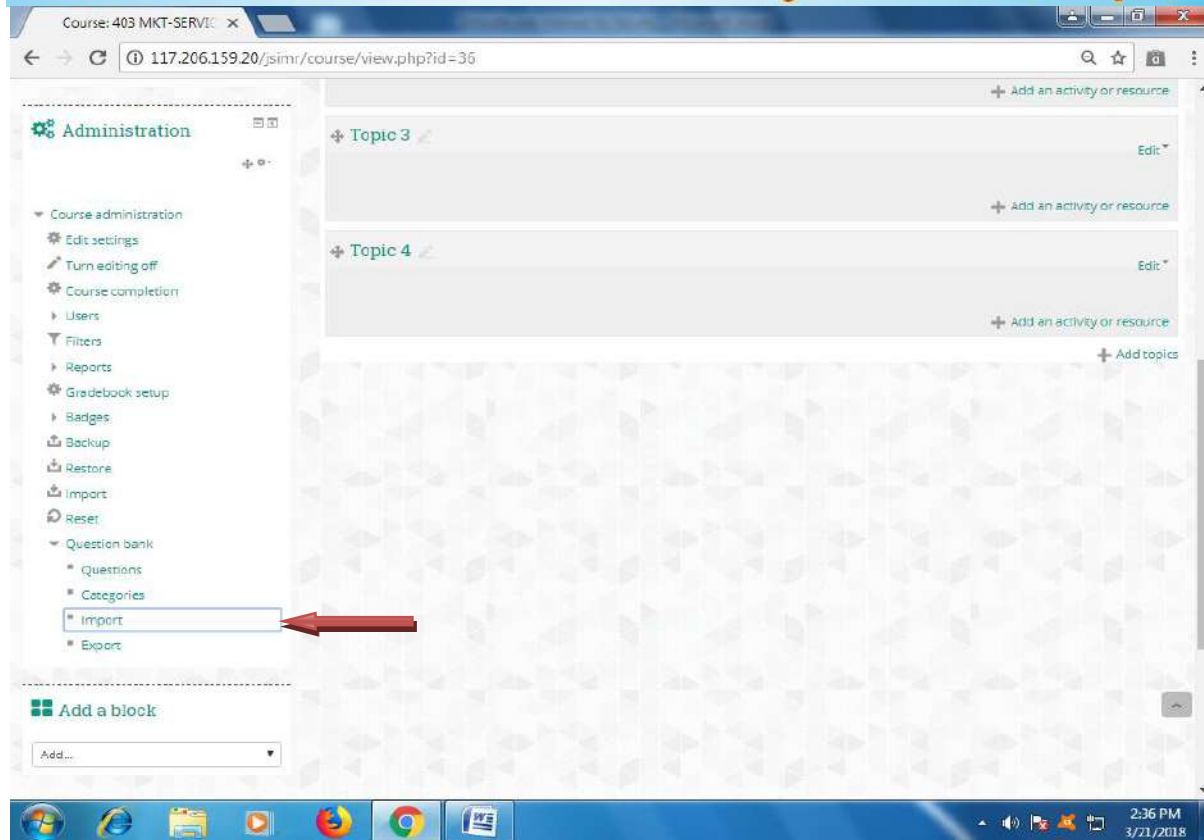 Course: 403 MKT-SERVIC
117.206.159.20/jsimr/course/view.php?id=36
Add an activity or resource
Administration
Topic 3
Edit
Course administration
Add an activity or resource
Edit settings
Topic 4
Turn editing off
Edit
Course completion
Users
Add an activity or resource
Filters
Add topics
Reports
Gradebook setup
Badges
Backup
Restore
Import
Reset
Question bank
Questions
Categories
Import
Export
Add a block
Add...
2:36 PM
3/21/2018